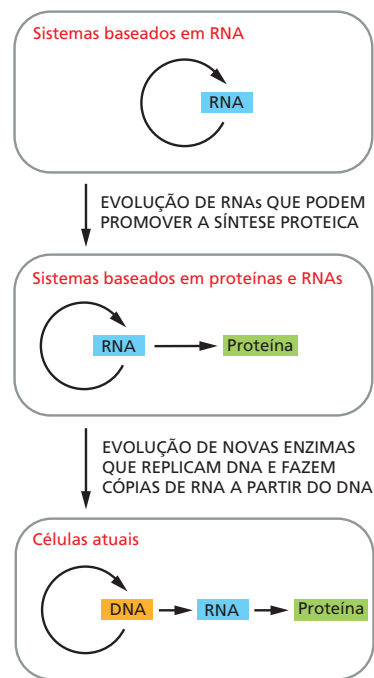 Sistemas baseados em RNA
RNA
EVOLUÇÃO DE RNAs QUE PODEM
PROMOVER A SÍNTESE PROTEICA
Sistemas baseados em proteínas e RNAs
RNA Proteína
EVOLUÇÃO DE NOVAS ENZIMAS
QUE REPLICAM DNA E FAZEM
CÓPIAS DE RNA A PARTIR DO DNA
Células atuais
DNA RNA Proteína